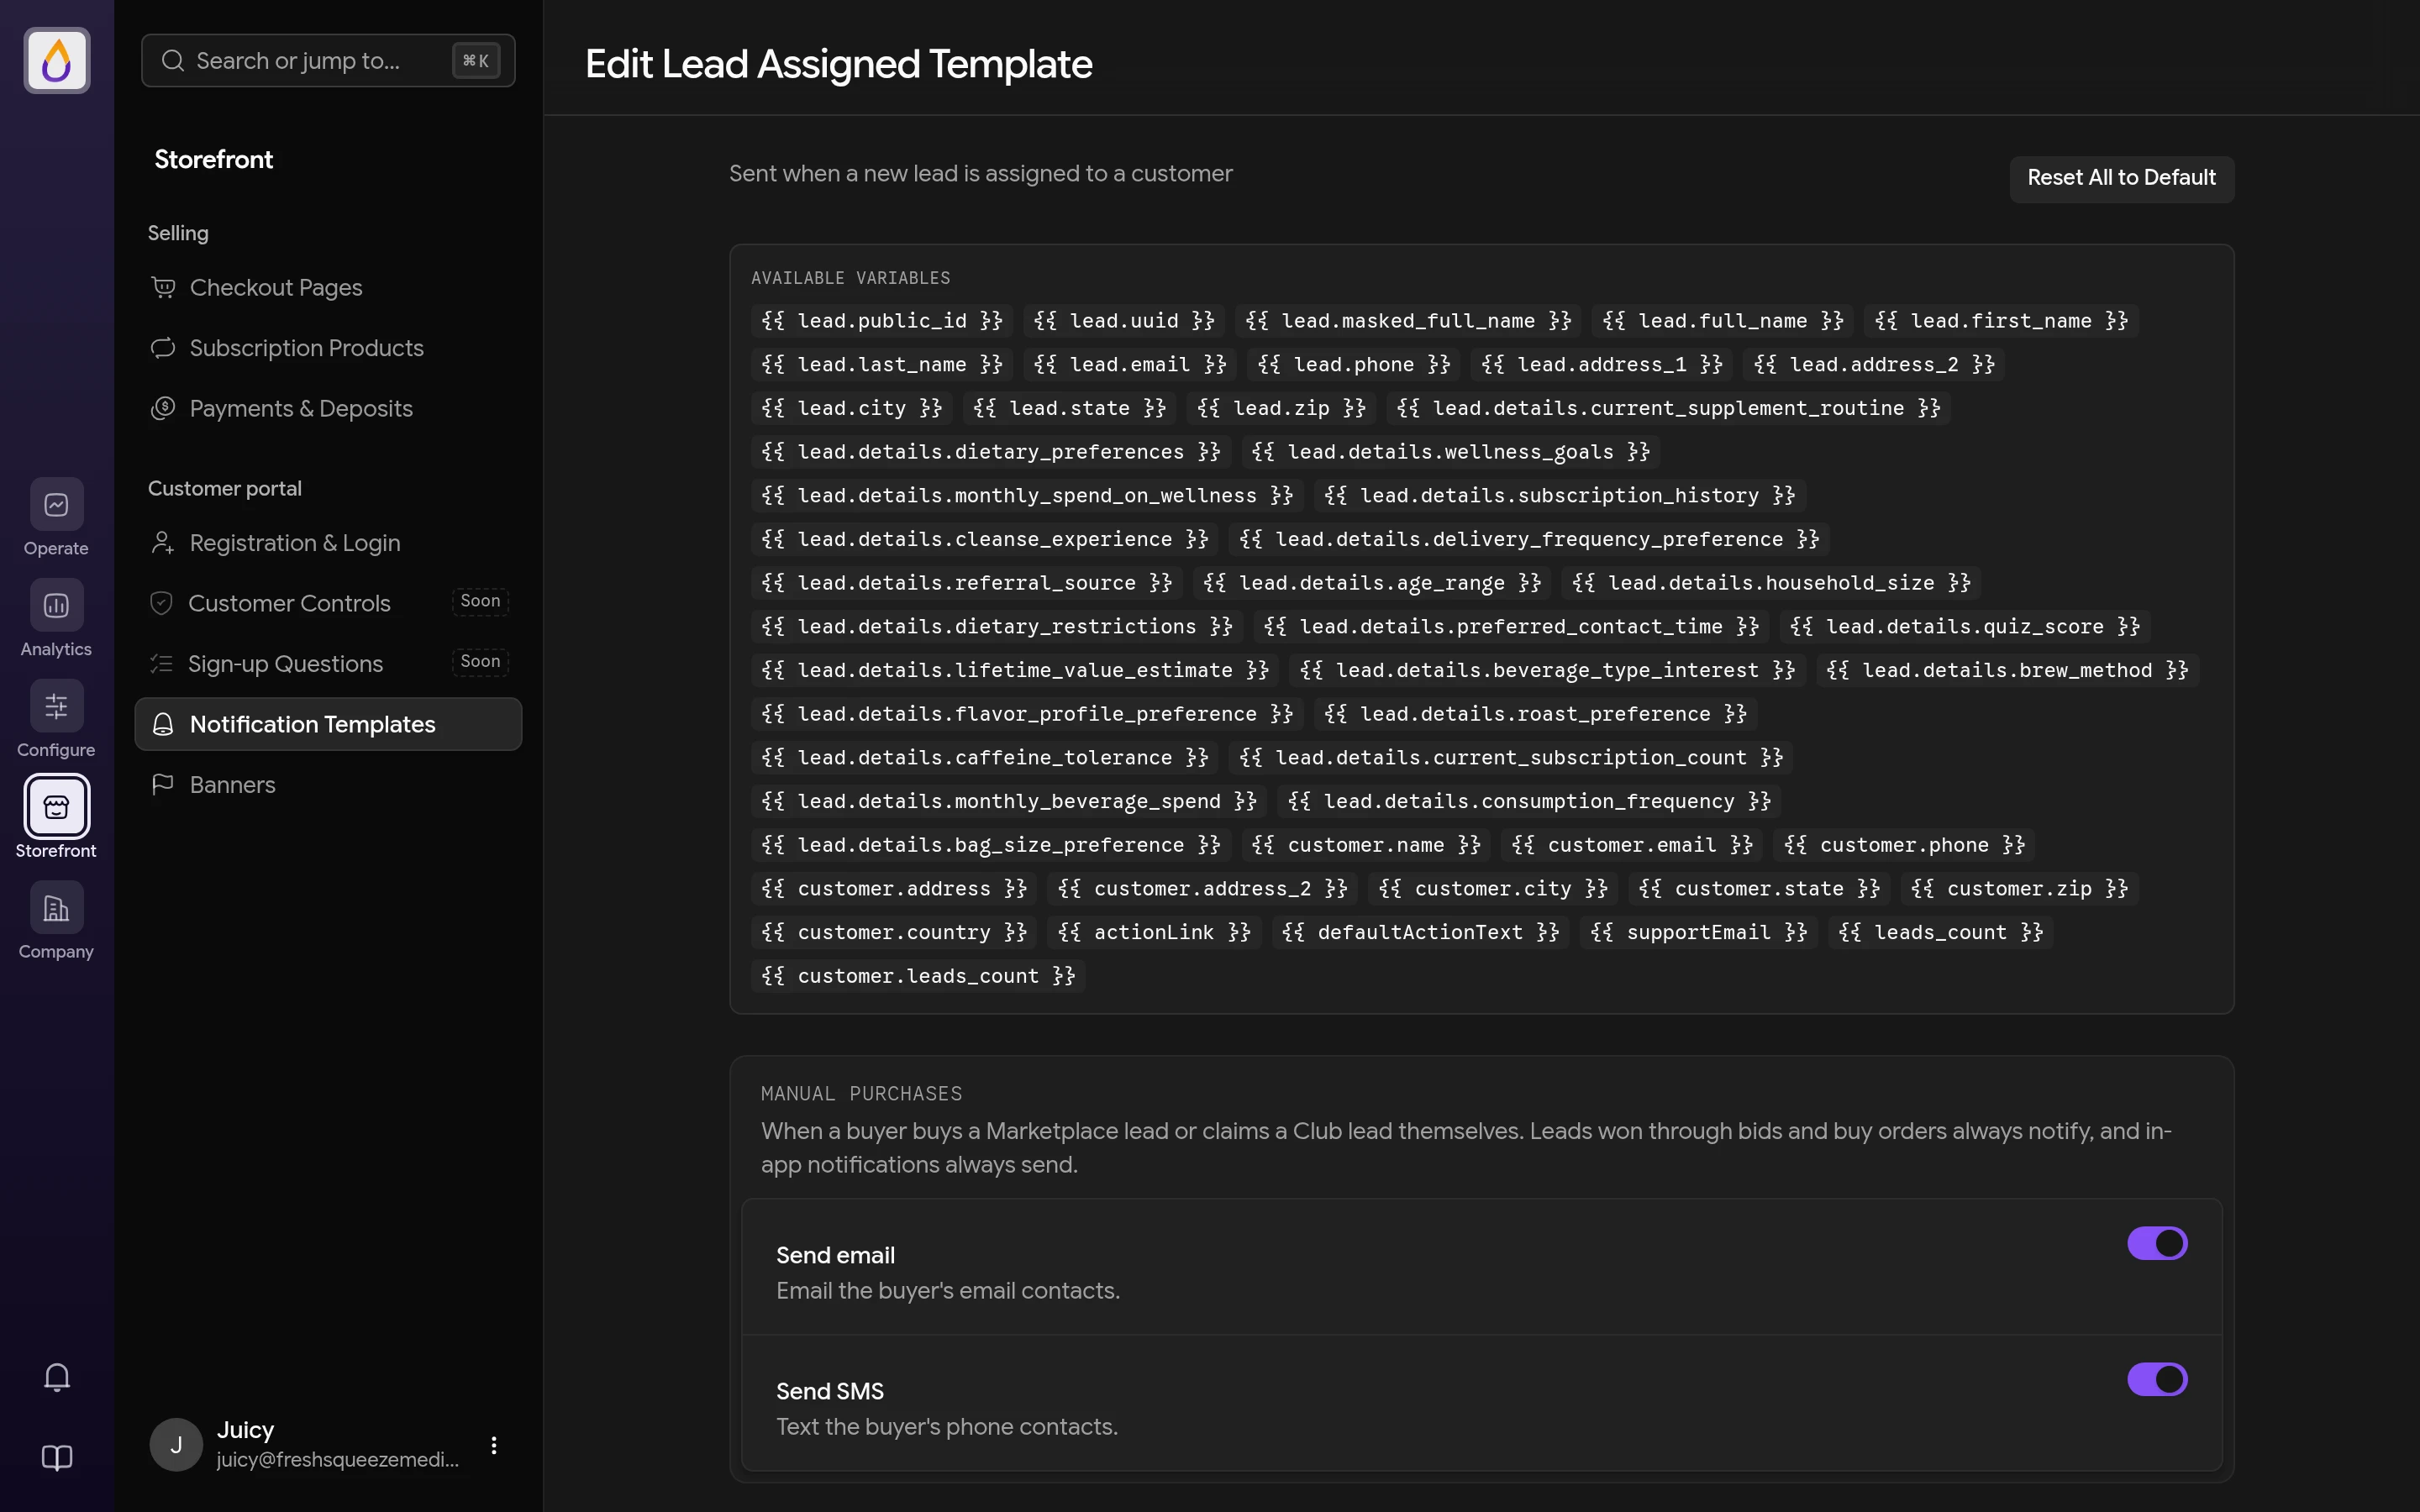 Search or jump to...
⌘K
Storefront
Selling
Checkout Pages
Subscription Products
Payments & Deposits
Customer portal
Registration & Login
Customer Controls
Soon
Sign-up Questions
Soon
Notification Templates
Banners
Operate
Analytics
Configure
Storefront
Company
J
Juicy
juicy@freshsqueezemedi...
Edit Lead Assigned Template
Sent when a new lead is assigned to a customer
Reset All to Default
AVAILABLE VARIABLES
{{ lead.public_id }} {{ lead.uuid }} {{ lead.masked_full_name }} {{ lead.full_name }} {{ lead.first_name }}
{{ lead.last_name }} {{ lead.email }} {{ lead.phone }} {{ lead.address_1 }} {{ lead.address_2 }}
{{ lead.city }} {{ lead.state }} {{ lead.zip }} {{ lead.details.current_supplement_routine }}
{{ lead.details.dietary_preferences }} {{ lead.details.wellness_goals }}
{{ lead.details.monthly_spend_on_wellness }} {{ lead.details.subscription_history }}
{{ lead.details.cleanse_experience }} {{ lead.details.delivery_frequency_preference }}
{{ lead.details.referral_source }} {{ lead.details.age_range }} {{ lead.details.household_size }}
{{ lead.details.dietary_restrictions }} {{ lead.details.preferred_contact_time }} {{ lead.details.quiz_score }}
{{ lead.details.lifetime_value_estimate }} {{ lead.details.beverage_type_interest }} {{ lead.details.brew_method }}
{{ lead.details.flavor_profile_preference }} {{ lead.details.roast_preference }}
{{ lead.details.caffeine_tolerance }} {{ lead.details.current_subscription_count }}
{{ lead.details.monthly_beverage_spend }} {{ lead.details.consumption_frequency }}
{{ lead.details.bag_size_preference }} {{ customer.name }} {{ customer.email }} {{ customer.phone }}
{{ customer.address }} {{ customer.address_2 }} {{ customer.city }} {{ customer.state }} {{ customer.zip }}
{{ customer.country }} {{ actionLink }} {{ defaultActionText }} {{ supportEmail }} {{ leads_count }}
{{ customer.leads_count }}
MANUAL PURCHASES
When a buyer buys a Marketplace lead or claims a Club lead themselves. Leads won through bids and buy orders always notify, and in-
app notifications always send.
Send email
Email the buyer's email contacts.
Send SMS
Text the buyer's phone contacts.